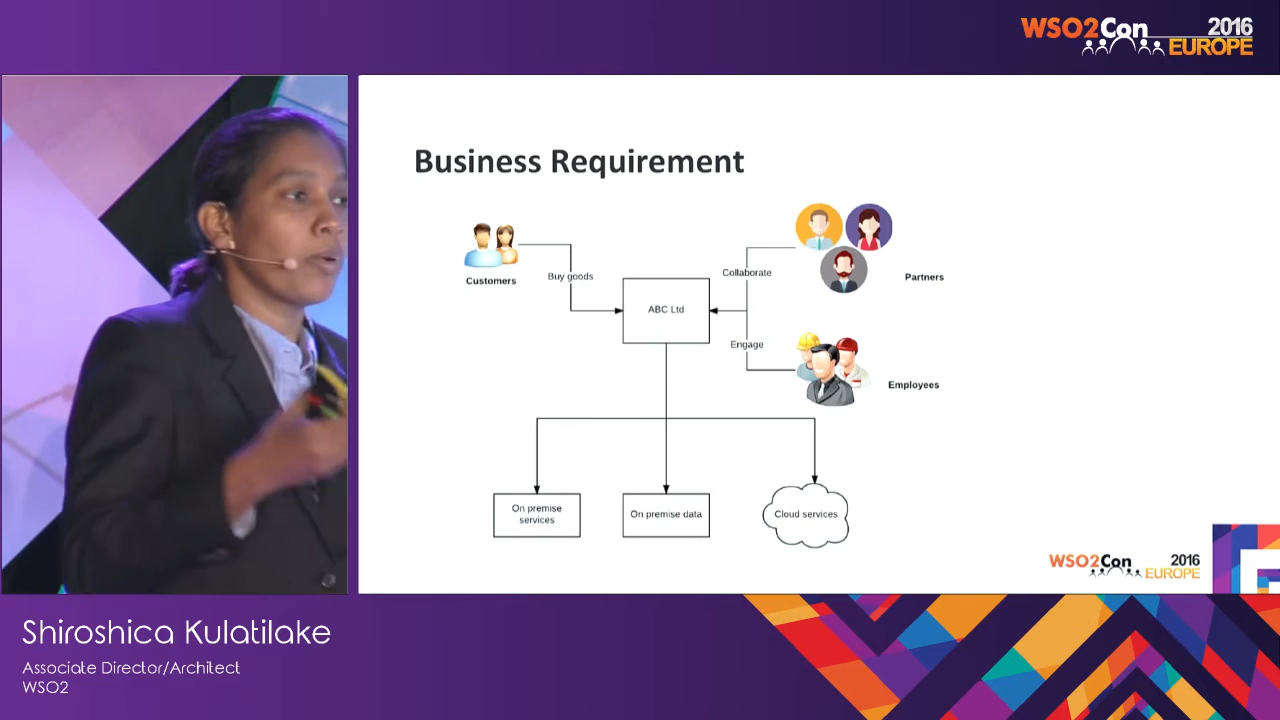 WSO2Con 2016
EUROPE
Business Requirement
Customers
Buy goods
Collaborate
Partners
ABC Ltd
Engage
Employees
On premise
services
On premise data
Cloud services
WSO2Con 2016
EUROPE
Shiroshica Kulatilake
Associate Director/Architect
WSO2